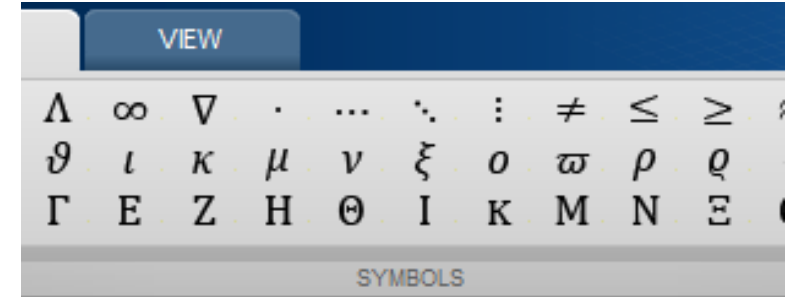 VIEW
Λ ∞ ∇ · ⋯ ⋱ ⋮ ≠ ≤ ≥
ϑ ι κ μ ν ξ ο ϖ ρ ϱ
Γ Ε Ζ Η Θ Ι Κ Μ Ν Ξ
SYMBOLS